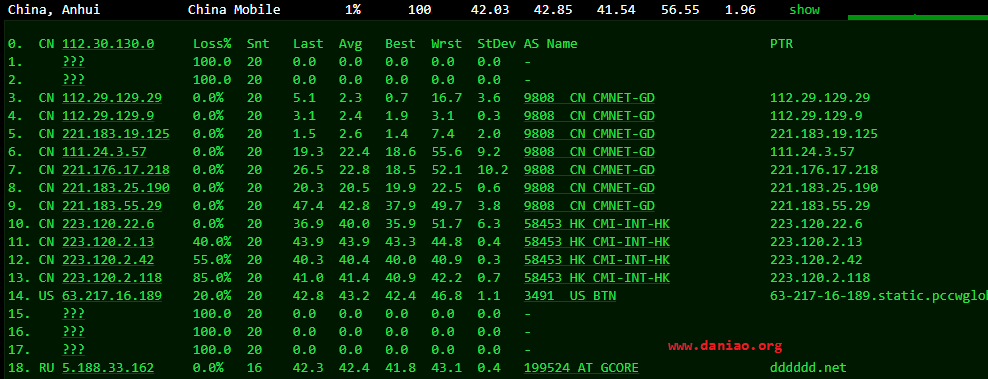 China, Anhui China Mobile 1% 100 42.03 42.85 41.54 56.55 1.96 show
0. CN 112.30.130.0 Loss% Snt Last Avg Best Wrst StDev AS Name PTR
1. ??? 100.0 20 0.0 0.0 0.0 0.0 0.0 -
2. ??? 100.0 20 0.0 0.0 0.0 0.0 0.0 -
3. CN 112.29.129.29 0.0% 20 5.1 2.3 0.7 16.7 3.6 9808 CN CMNET-GD 112.29.129.29
4. CN 112.29.129.9 0.0% 20 3.1 2.4 1.9 3.1 0.3 9808 CN CMNET-GD 112.29.129.9
5. CN 221.183.19.125 0.0% 20 1.5 2.6 1.4 7.4 2.0 9808 CN CMNET-GD 221.183.19.125
6. CN 111.24.3.57 0.0% 20 19.3 22.4 18.6 55.6 9.2 9808 CN CMNET-GD 111.24.3.57
7. CN 221.176.17.218 0.0% 20 26.5 22.8 18.5 52.1 10.2 9808 CN CMNET-GD 221.176.17.218
8. CN 221.183.25.190 0.0% 20 20.3 20.5 19.9 22.5 0.6 9808 CN CMNET-GD 221.183.25.190
9. CN 221.183.55.29 0.0% 20 47.4 42.8 37.9 49.7 3.8 9808 CN CMNET-GD 221.183.55.29
10. CN 223.120.22.6 0.0% 20 36.9 40.0 35.9 51.7 6.3 58453 HK CMI-INT-HK 223.120.22.6
11. CN 223.120.2.13 40.0% 20 43.9 43.9 43.3 44.8 0.4 58453 HK CMI-INT-HK 223.120.2.13
12. CN 223.120.2.42 55.0% 20 40.3 40.4 40.0 40.9 0.3 58453 HK CMI-INT-HK 223.120.2.42
13. CN 223.120.2.118 85.0% 20 41.0 41.4 40.9 42.2 0.7 58453 HK CMI-INT-HK 223.120.2.118
14. US 63.217.16.189 20.0% 20 42.8 43.2 42.4 46.8 1.1 3491 US BTN 63-217-16-189.static.pccwglob
15. ??? 100.0 20 0.0 0.0 0.0 0.0 0.0 -
16. ??? 100.0 20 0.0 0.0 0.0 0.0 0.0 -
17. ??? 100.0 20 0.0 0.0 0.0 0.0 0.0 -
www.daniao.org
18. RU 5.188.33.162 0.0% 16 42.3 42.4 41.8 43.1 0.4 199524 AT GCORE dddddd.net